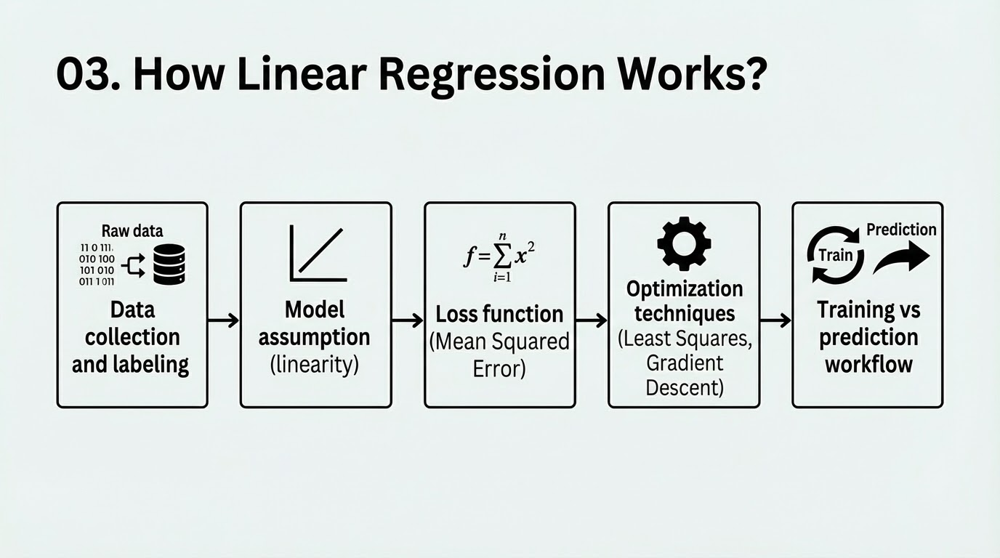 03. How Linear Regression Works?
Raw data
11 0 111.
010 100
101 010
011 1 011
Data
collection
and labeling
Model
assumption
(linearity)
n
f=∑x²
i=1
Loss function
(Mean Squared
Error)
Optimization
techniques
(Least Squares,
Gradient
Descent)
Prediction
Train
Training vs
prediction
workflow